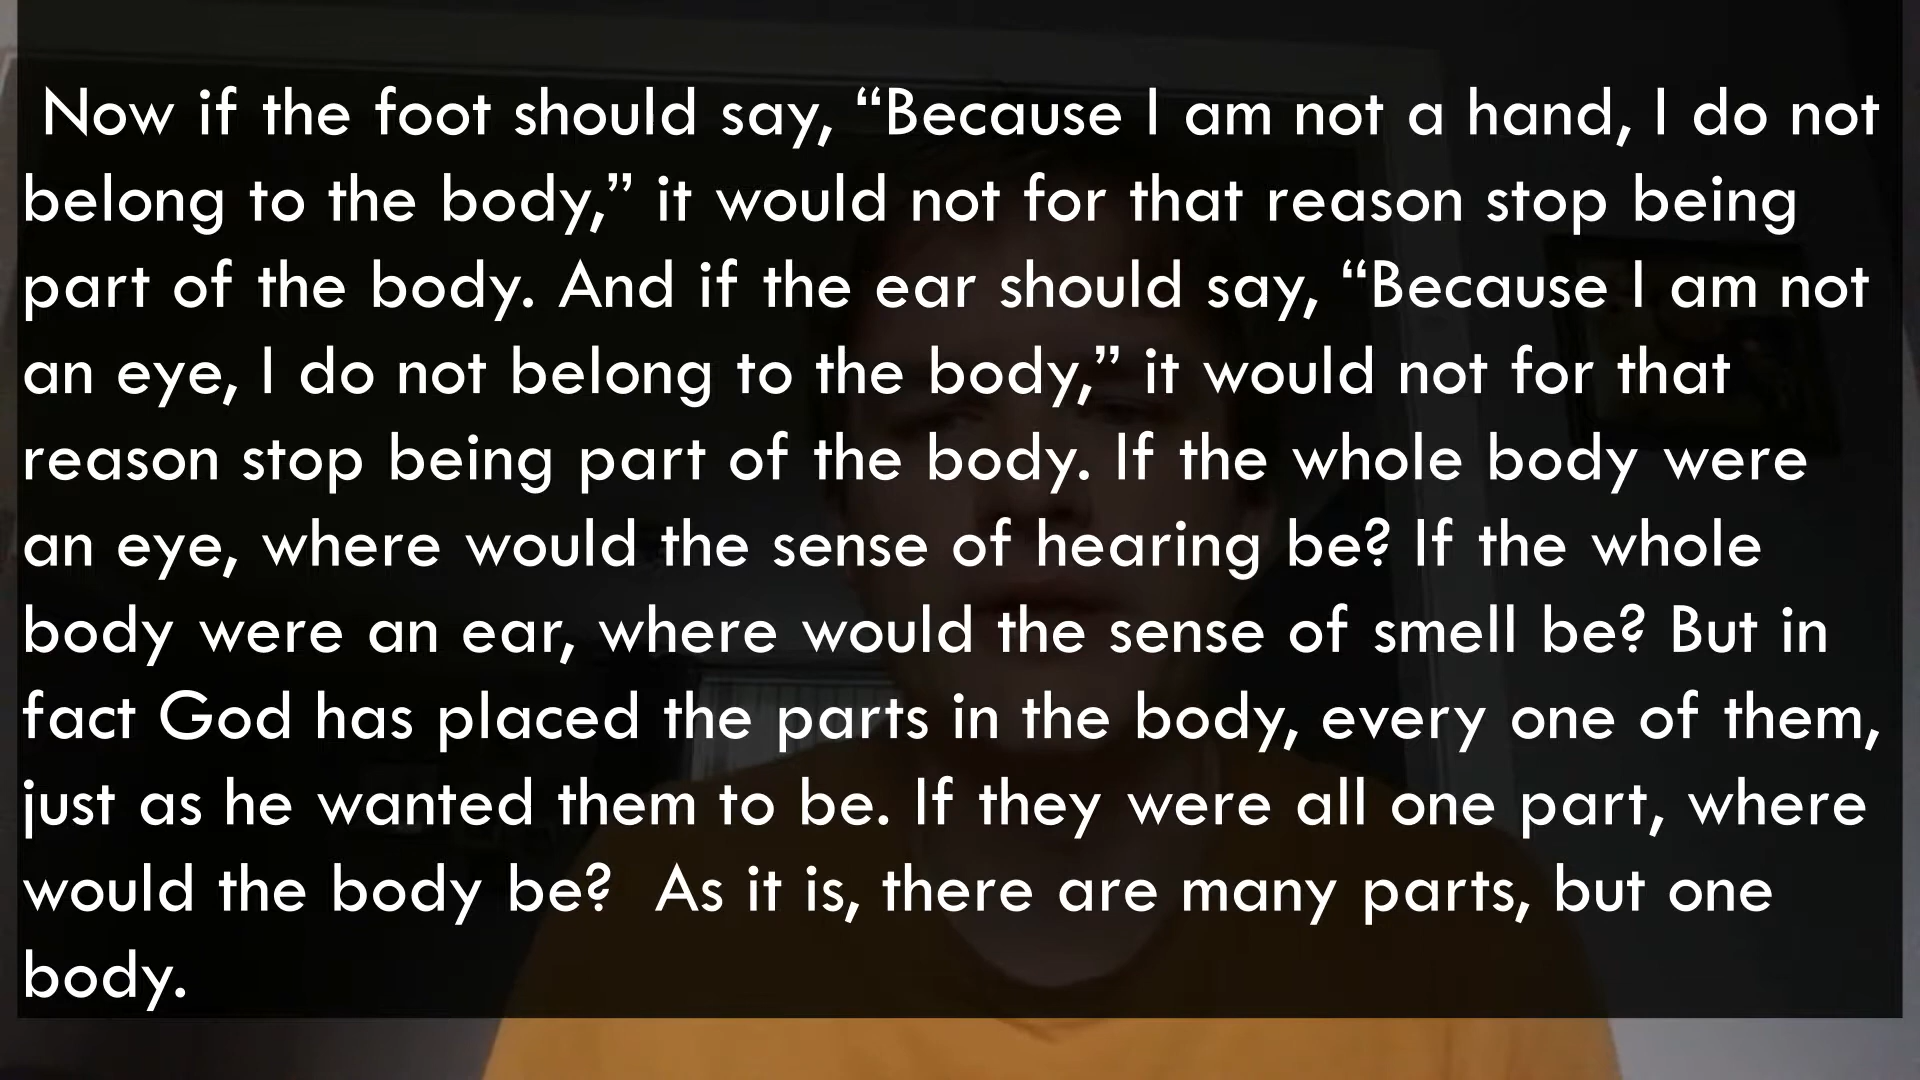 Now if the foot should say, “Because I am not a hand, I do not
belong to the body,” it would not for that reason stop being
part of the body. And if the ear should say, “Because I am not
an eye, I do not belong to the body,” it would not for that
reason stop being part of the body. If the whole body were
an eye, where would the sense of hearing be? If the whole
body were an ear, where would the sense of smell be? But in
fact God has placed the parts in the body, every one of them,
just as he wanted them to be. If they were all one part, where
would the body be?  As it is, there are many parts, but one
body.